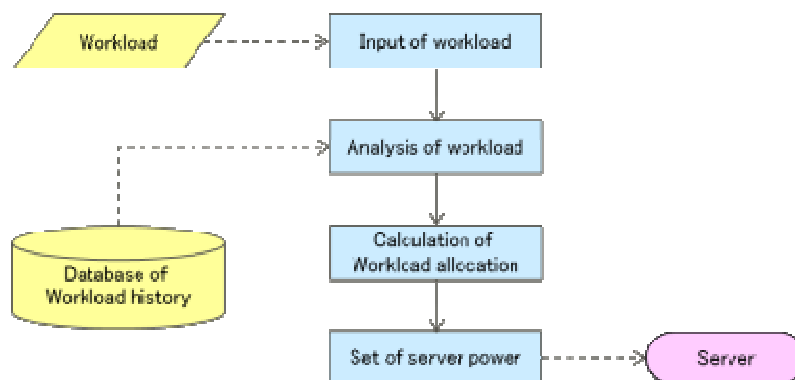 Workload
Input of workload
Analysis of workload
Database of
Workload history
Calculation of
Workload allocation
Set of server power
Server